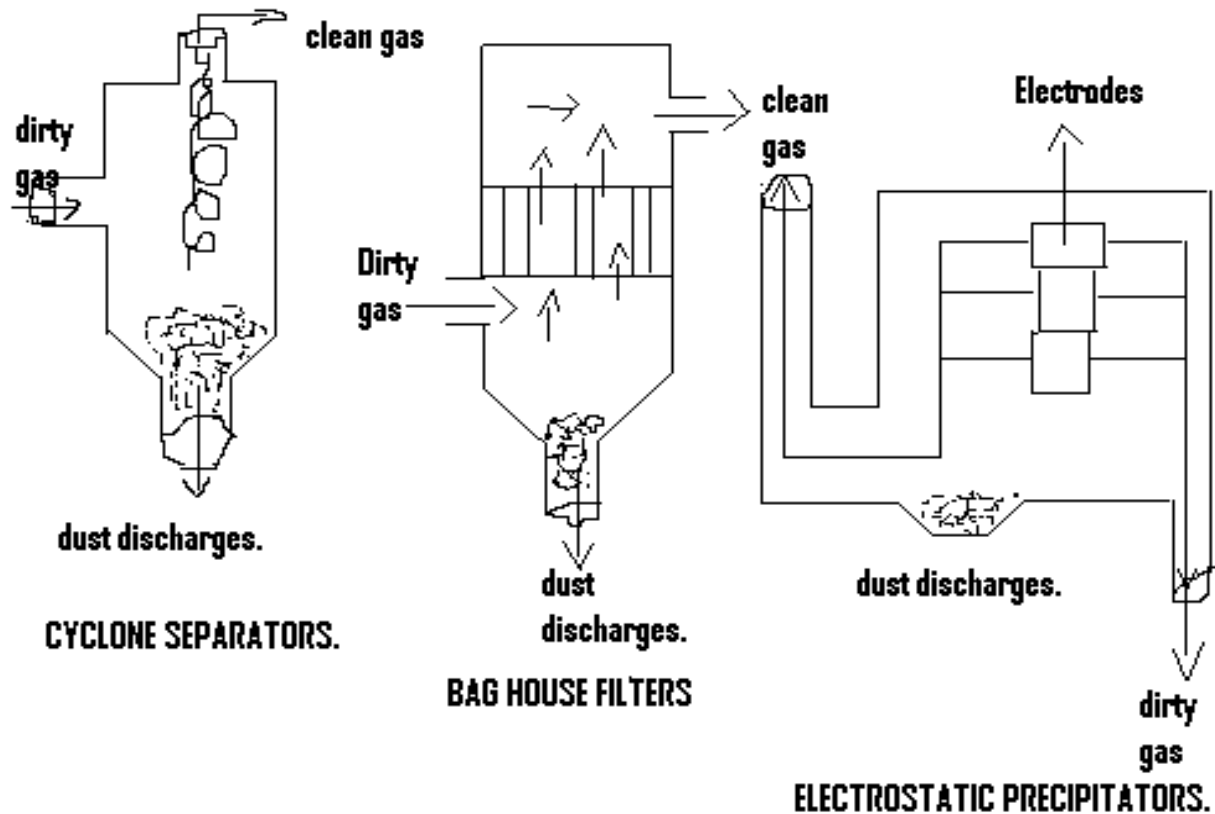 clean gas
dirty
gas
dust discharges.
CYCLONE SEPARATORS.
clean
gas
Dirty
gas
dust
discharges.
BAG HOUSE FILTERS
Electrodes
dust discharges.
dirty
gas
ELECTROSTATIC PRECIPITATORS.